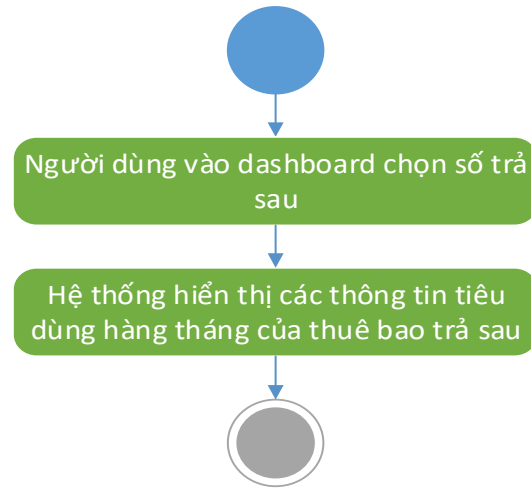 Người dùng vào dashboard chọn số trả
sau
Hệ thống hiển thị các thông tin tiêu
dùng hàng tháng của thuê bao trả sau